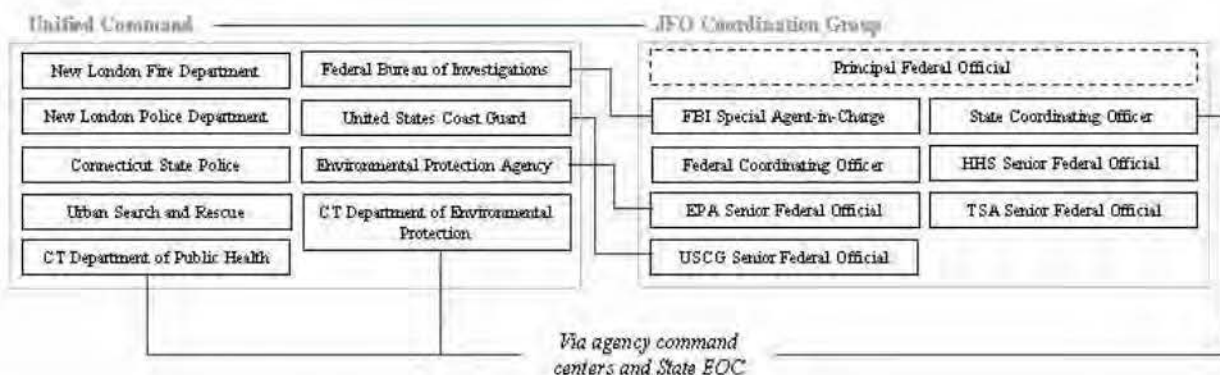 Unified Command
JFO Coordination Group
New London Fire Department
New London Police Department
Connecticut State Police
Urban Search and Rescue
CT Department of Public Health
Federal Bureau of Investigations
United States Coast Guard
Environmental Protection Agency
CT Department of Environmental
Protection
Principal Federal Official
FBI Special Agent-in-Charge
Federal Coordinating Officer
EPA Senior Federal Official
USCG Senior Federal Official
State Coordinating Officer
HHS Senior Federal Official
TSA Senior Federal Official
Via agency command
centers and State EOC